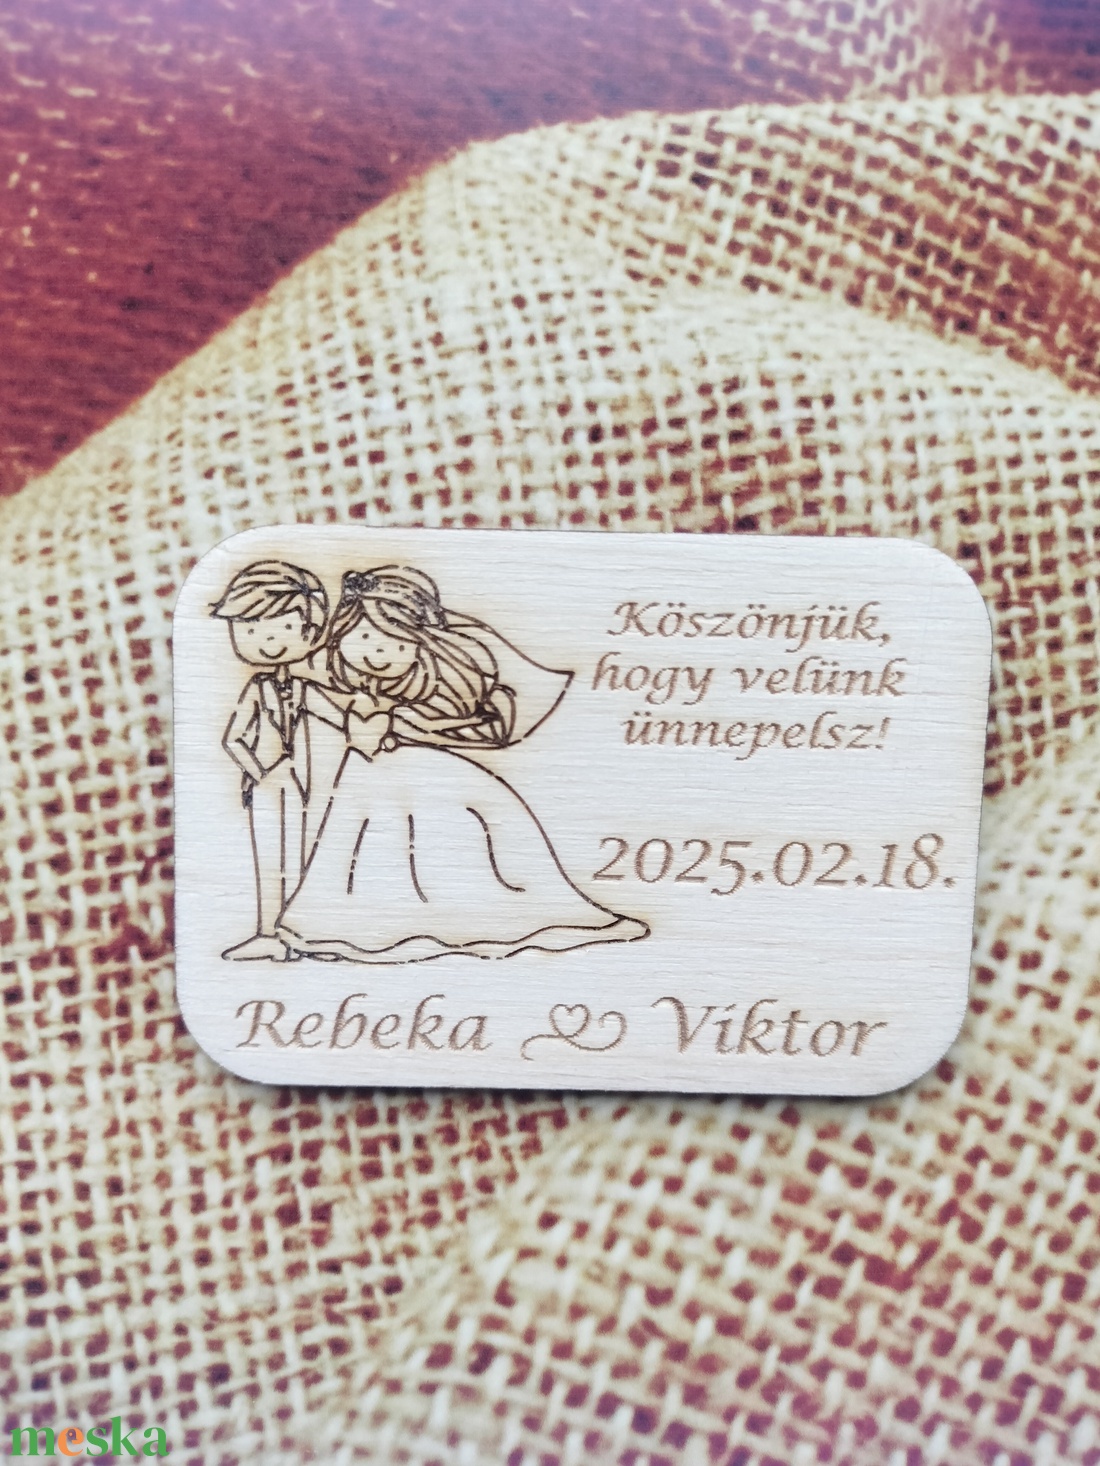 Köszönjük,
hogy velünk
ünnepelsz!
2025.02.18.
Rebeka Viktor
meska